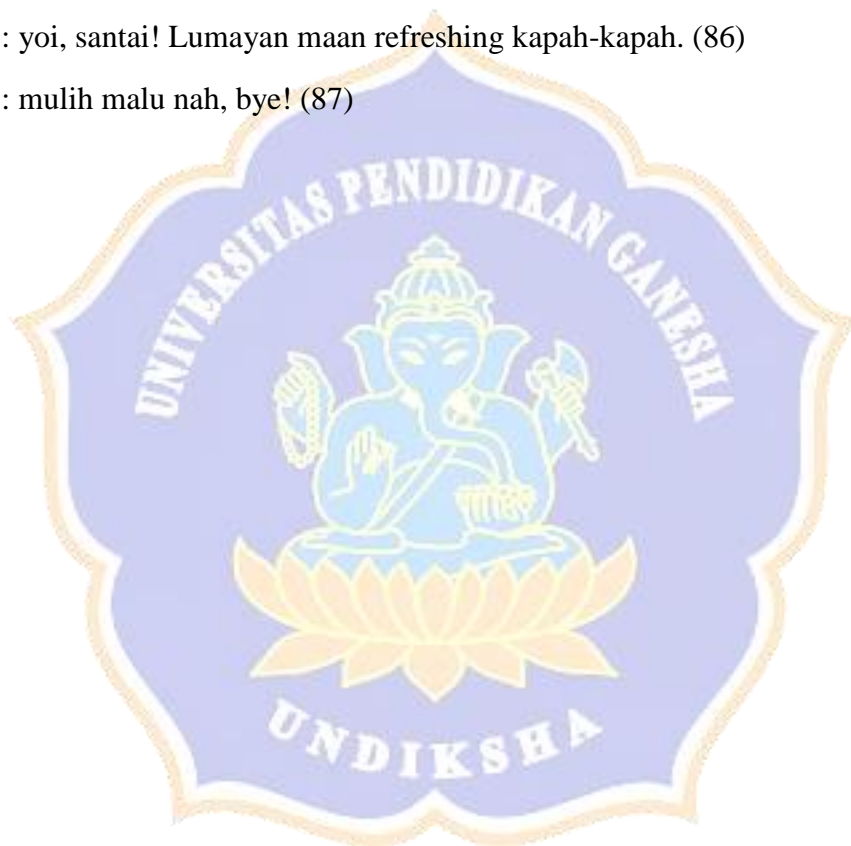 : yoi, santai! Lumayan maan refreshing kapah-kapah. (86)
: mulih malu nah, bye! (87)
UNIVERSITAS PENDIDIKAN GANESHA
UNDIKSHA